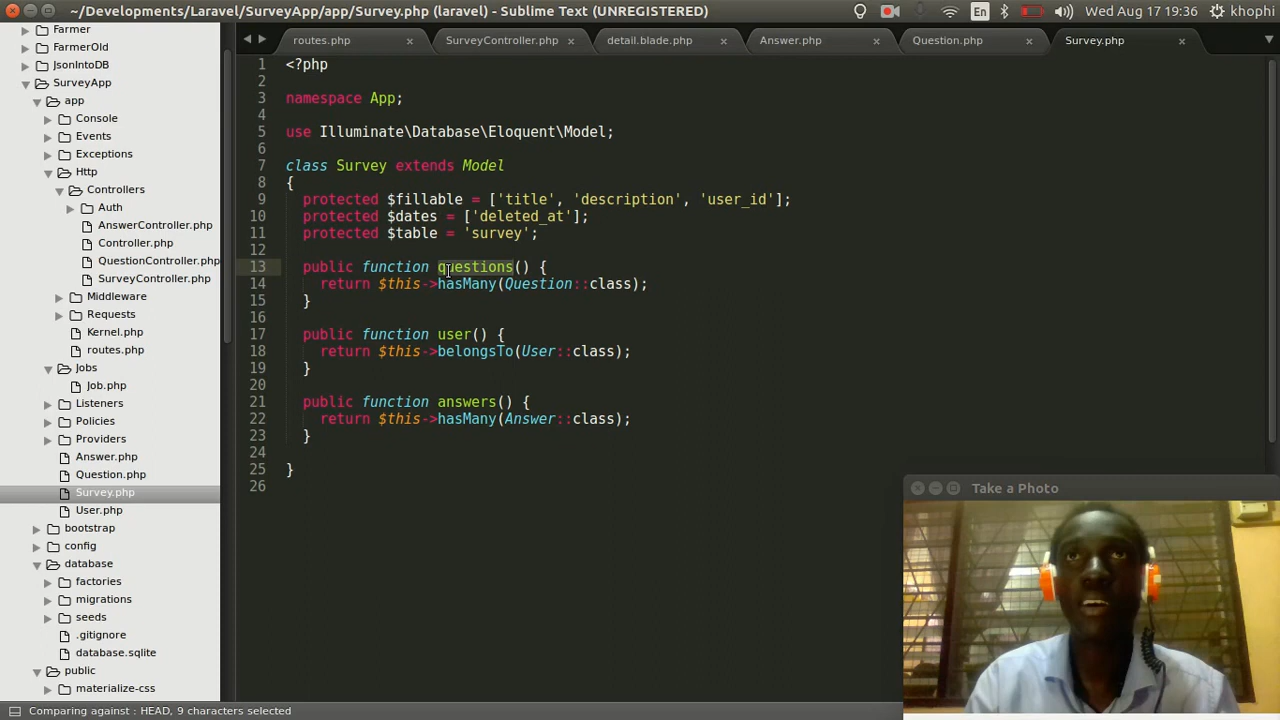 ~/Developments/Laravel/SurveyApp/app/Survey.php (laravel) - Sublime Text (UNREGISTERED)
En
Wed Aug 17 19:36
khophi
routes.php
SurveyController.php
detail.blade.php
Answer.php
Question.php
Survey.php
Farmer
FarmerOld
JsonIntoDB
SurveyApp
app
Console
Events
Exceptions
Http
Controllers
Auth
AnswerController.php
Controller.php
QuestionController.php
SurveyController.php
Middleware
Requests
Kernel.php
routes.php
Jobs
Job.php
Listeners
Policies
Providers
Answer.php
Question.php
Survey.php
User.php
bootstrap
config
database
factories
migrations
seeds
.gitignore
database.sqlite
public
materialize-css
1 <?php
2
3 namespace App;
4
5 use Illuminate\Database\Eloquent\Model;
6
7 class Survey extends Model
8 {
9 protected $fillable = ['title', 'description', 'user_id'];
10 protected $dates = ['deleted_at'];
11 protected $table = 'survey';
12
13 public function questions() {
14 return $this->hasMany(Question::class);
15 }
16
17 public function user() {
18 return $this->belongsTo(User::class);
19 }
20
21 public function answers() {
22 return $this->hasMany(Answer::class);
23 }
24
25 }
26
Take a Photo
Comparing against : HEAD, 9 characters selected